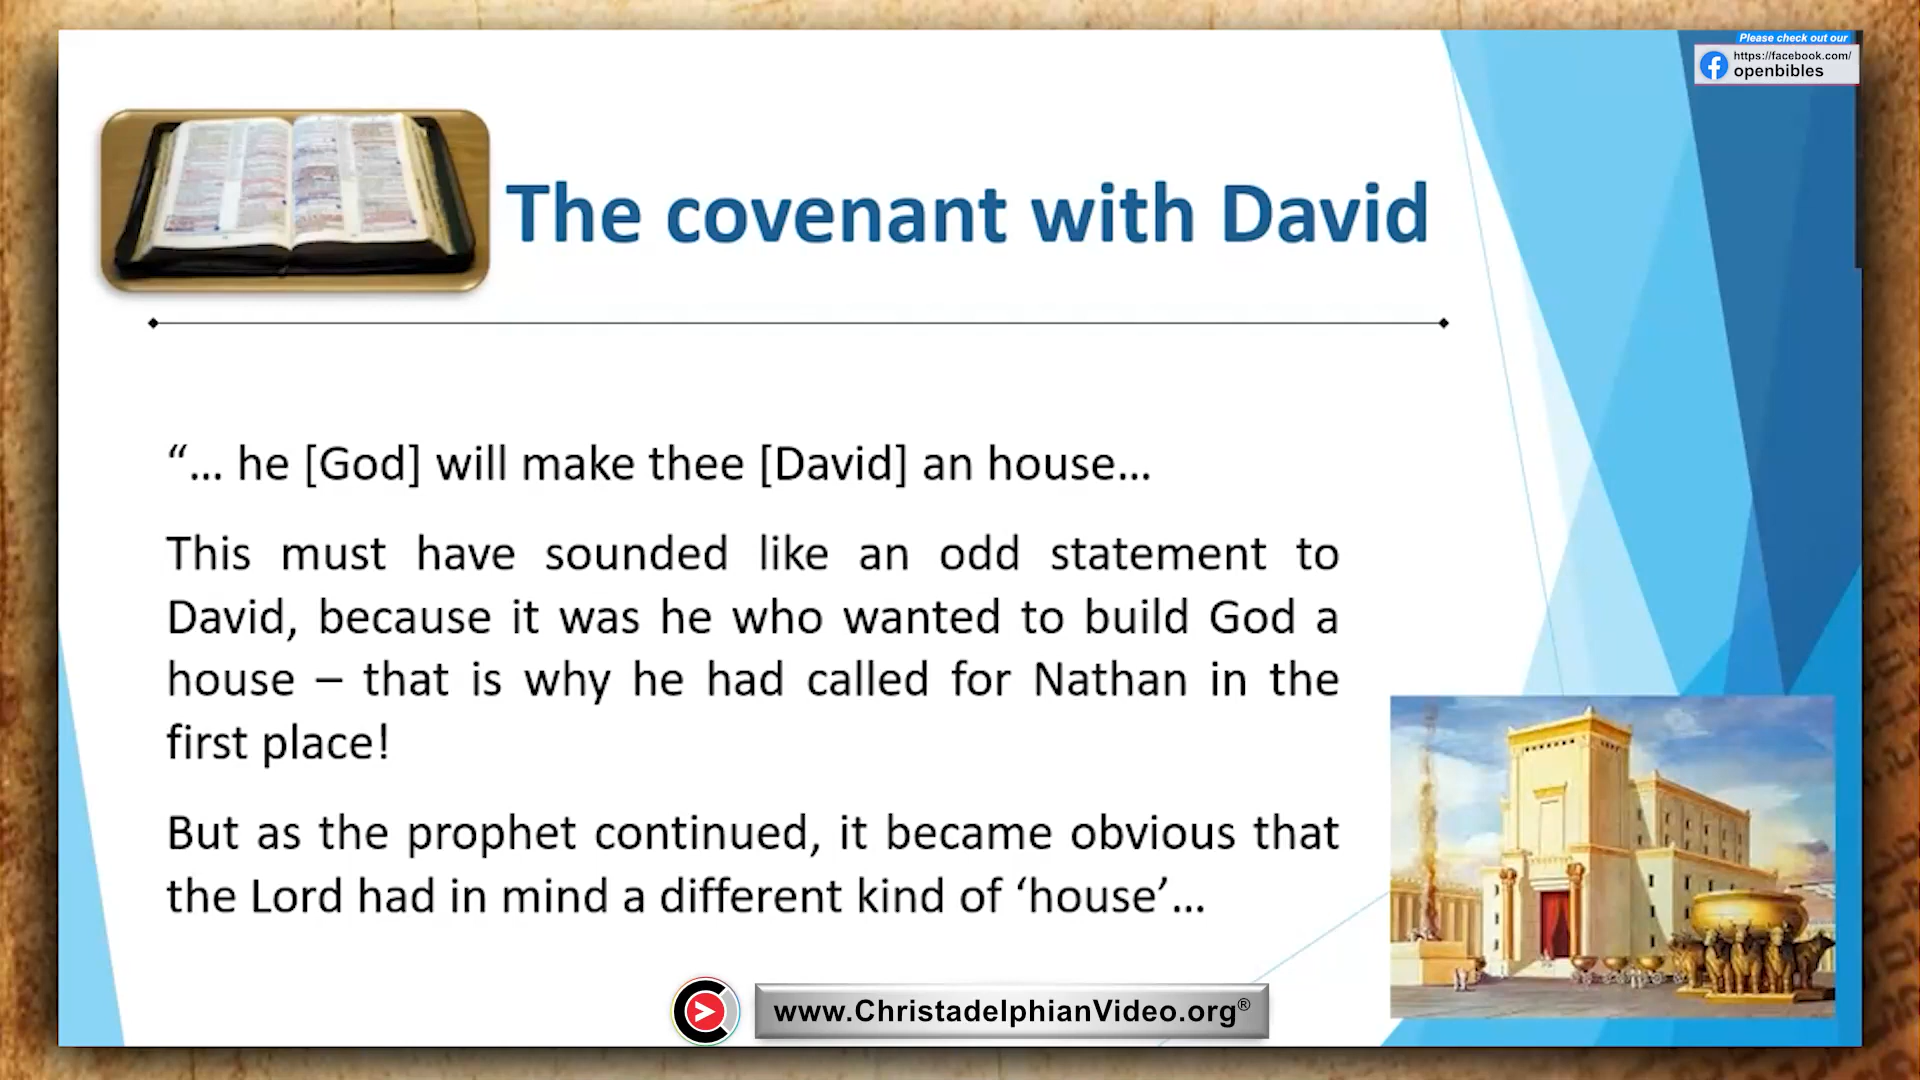 Please check out our
https://facebook.com/
openbibles
The covenant with David
“... he [God] will make thee [David] an house...
This must have sounded like an odd statement to
David, because it was he who wanted to build God a
house – that is why he had called for Nathan in the
first place!
But as the prophet continued, it became obvious that
the Lord had in mind a different kind of ‘house’...
www.ChristadelphianVideo.org®